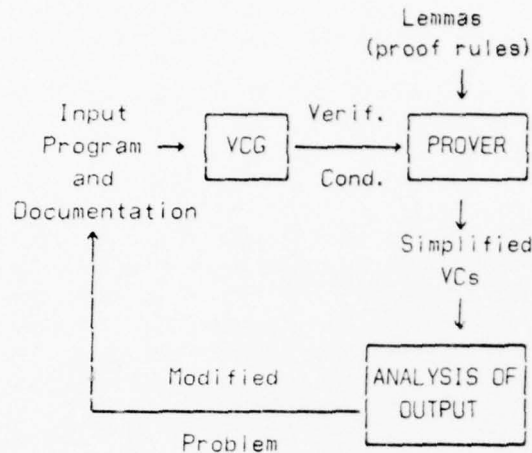 Lemmas
(proof rules)
Input
Program
and
Documentation
VCG
Verif.
Cond.
PROVER
Simplified
VCs
ANALYSIS OF
OUTPUT
Modified
Problem